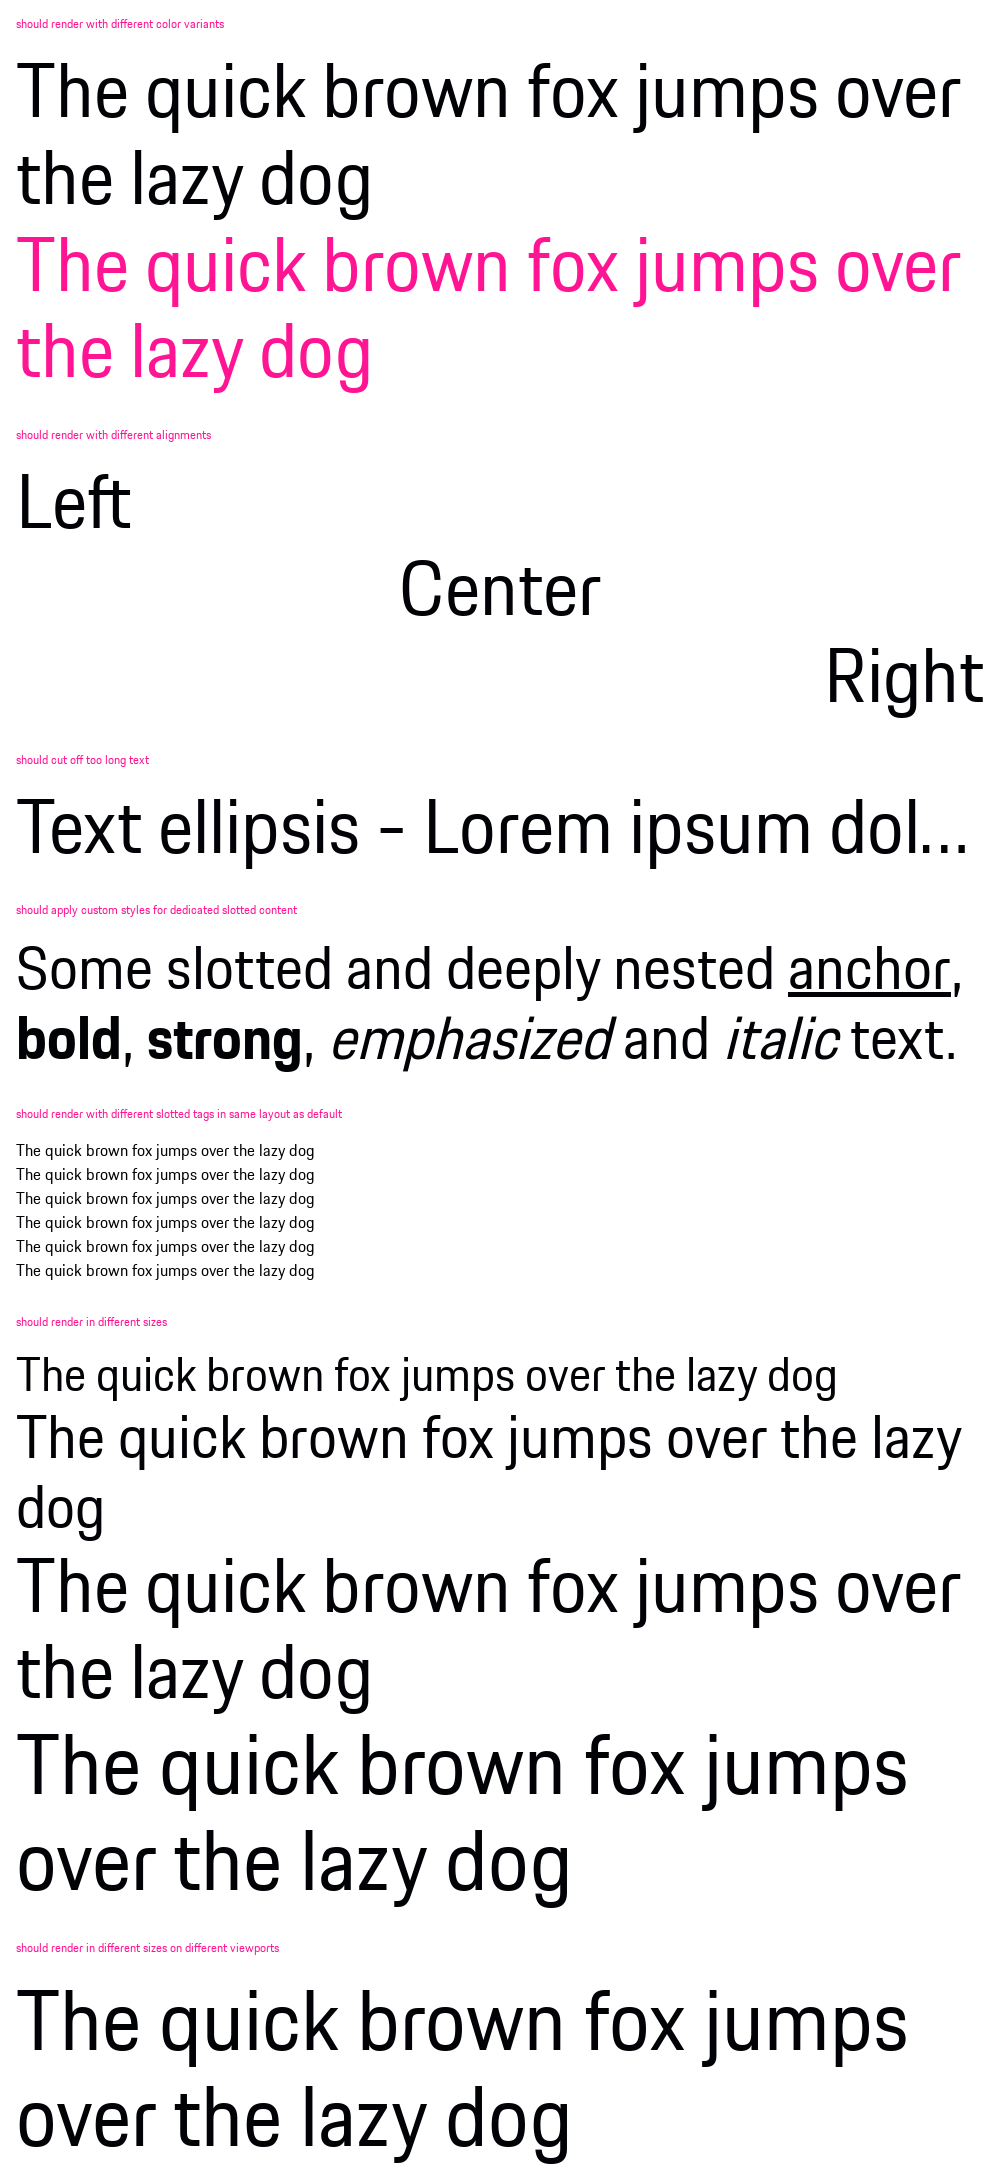 should render with different color variants
The quick brown fox jumps over
the lazy dog
The quick brown fox jumps over
the lazy dog
should render with different alignments
Left
Center
Right
should cut off too long text
Text ellipsis - Lorem ipsum dol...
should apply custom styles for dedicated slotted content
Some slotted and deeply nested anchor,
bold, strong, emphasized and italic text.
should render with different slotted tags in same layout as default
The quick brown fox jumps over the lazy dog
The quick brown fox jumps over the lazy dog
The quick brown fox jumps over the lazy dog
The quick brown fox jumps over the lazy dog
The quick brown fox jumps over the lazy dog
The quick brown fox jumps over the lazy dog
should render in different sizes
The quick brown fox jumps over the lazy dog
The quick brown fox jumps over the lazy
dog
The quick brown fox jumps over
the lazy dog
The quick brown fox jumps
over the lazy dog
should render in different sizes on different viewports
The quick brown fox jumps
over the lazy dog